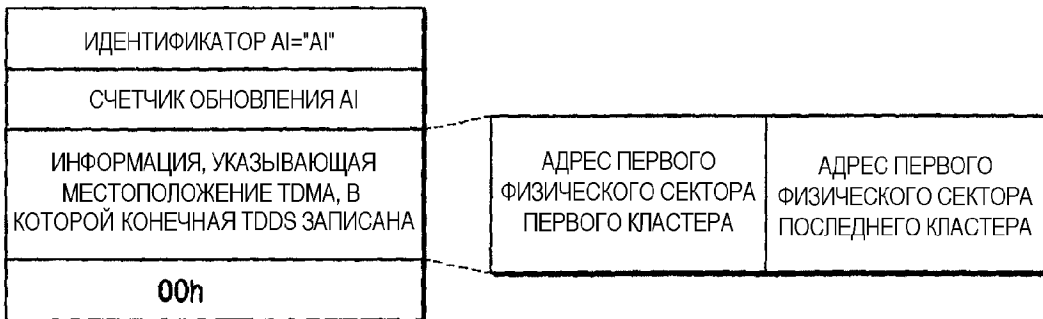 ИДЕНТИФИКАТОР AI="AI"
СЧЕТЧИК ОБНОВЛЕНИЯ AI
ИНФОРМАЦИЯ, УКАЗЫВАЮЩАЯ
МЕСТОПОЛОЖЕНИЕ TDMA, В
КОТОРОЙ КОНЕЧНАЯ TDDS ЗАПИСАНА
00h
АДРЕС ПЕРВОГО
ФИЗИЧЕСКОГО СЕКТОРА
ПЕРВОГО КЛАСТЕРА
АДРЕС ПЕРВОГО
ФИЗИЧЕСКОГО СЕКТОРА
ПОСЛЕДНЕГО КЛАСТЕРА